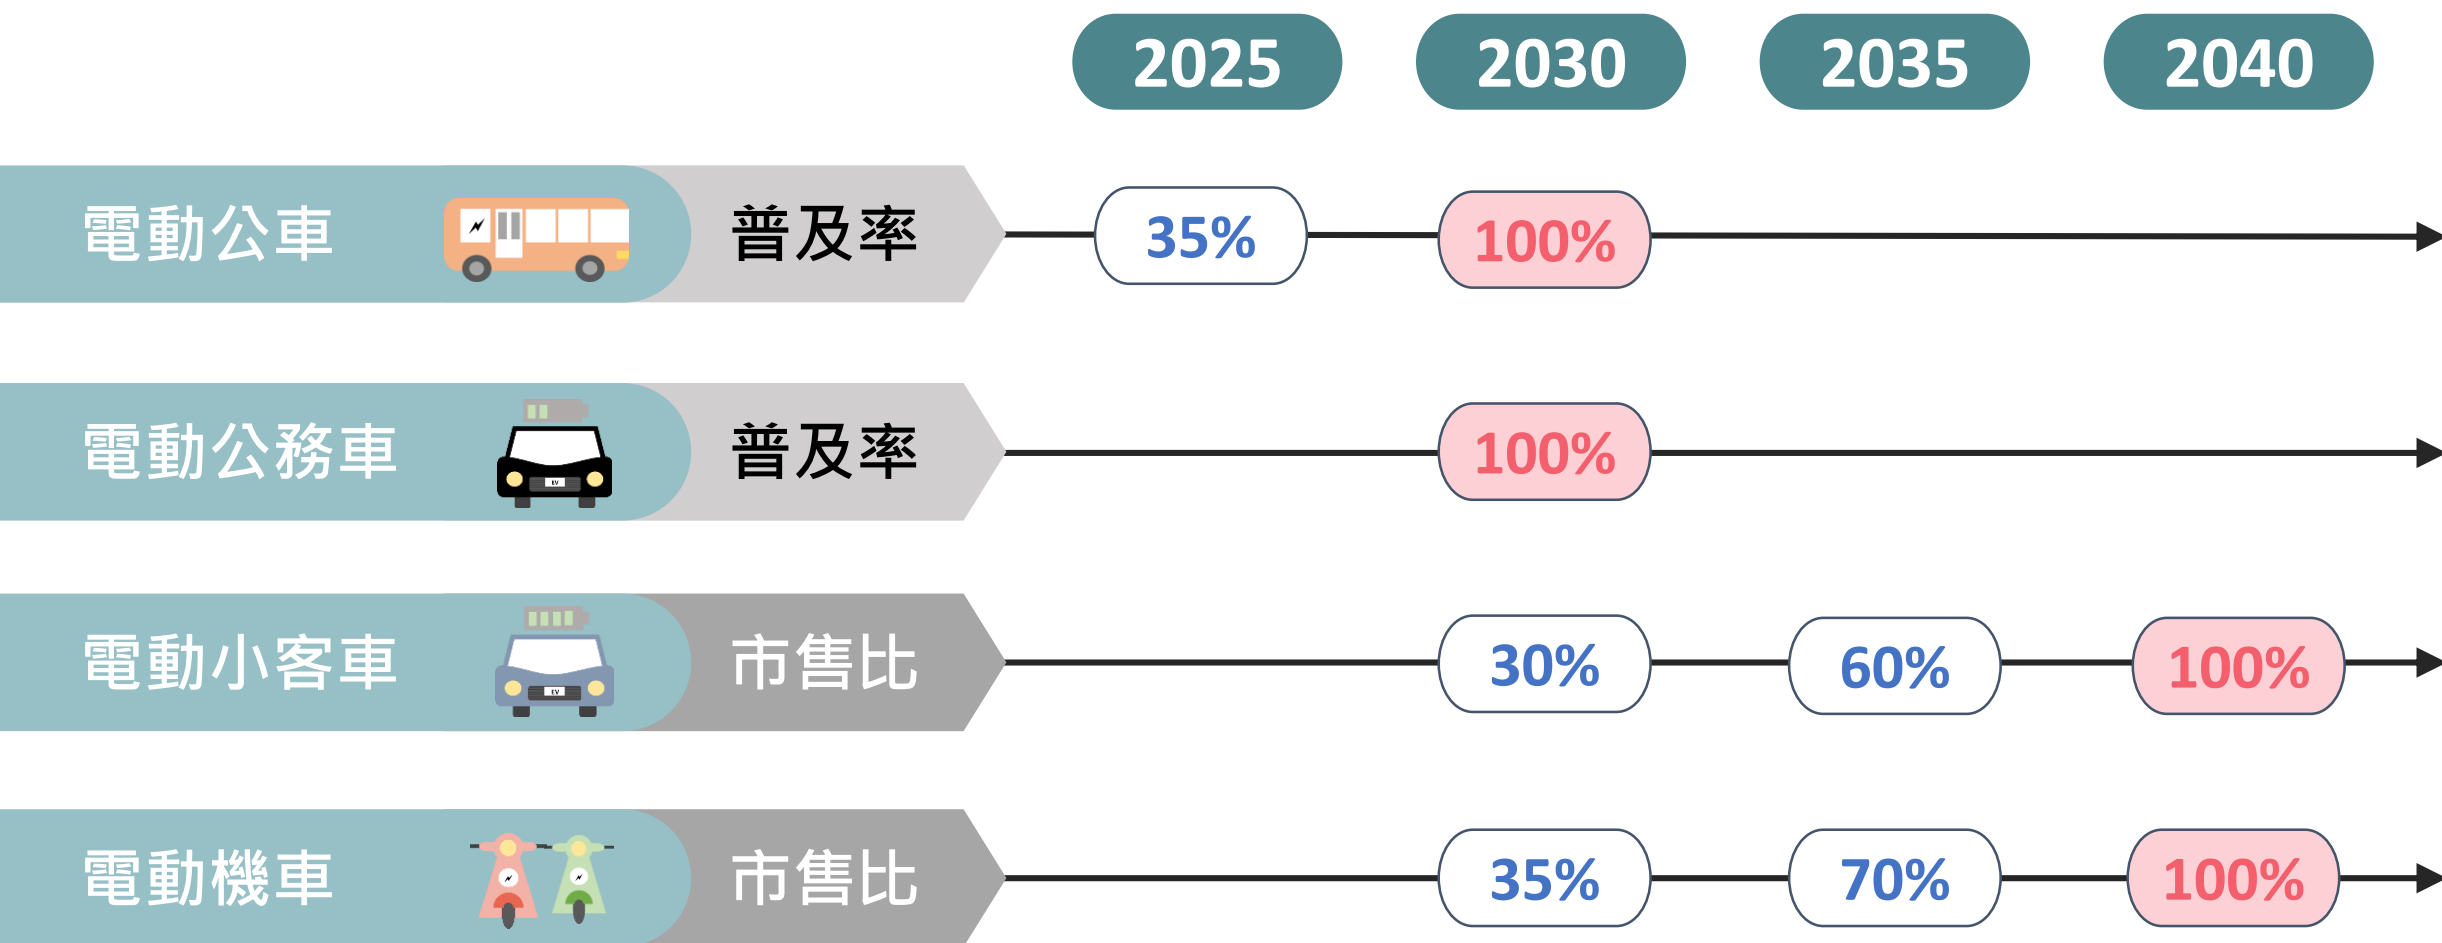 2025 2030 2035 2040
電動公車 普及率 35% 100%
電動公務車 EV 普及率 100%
電動小客車 EV 市售比 30% 60% 100%
電動機車 市售比 35% 70% 100%